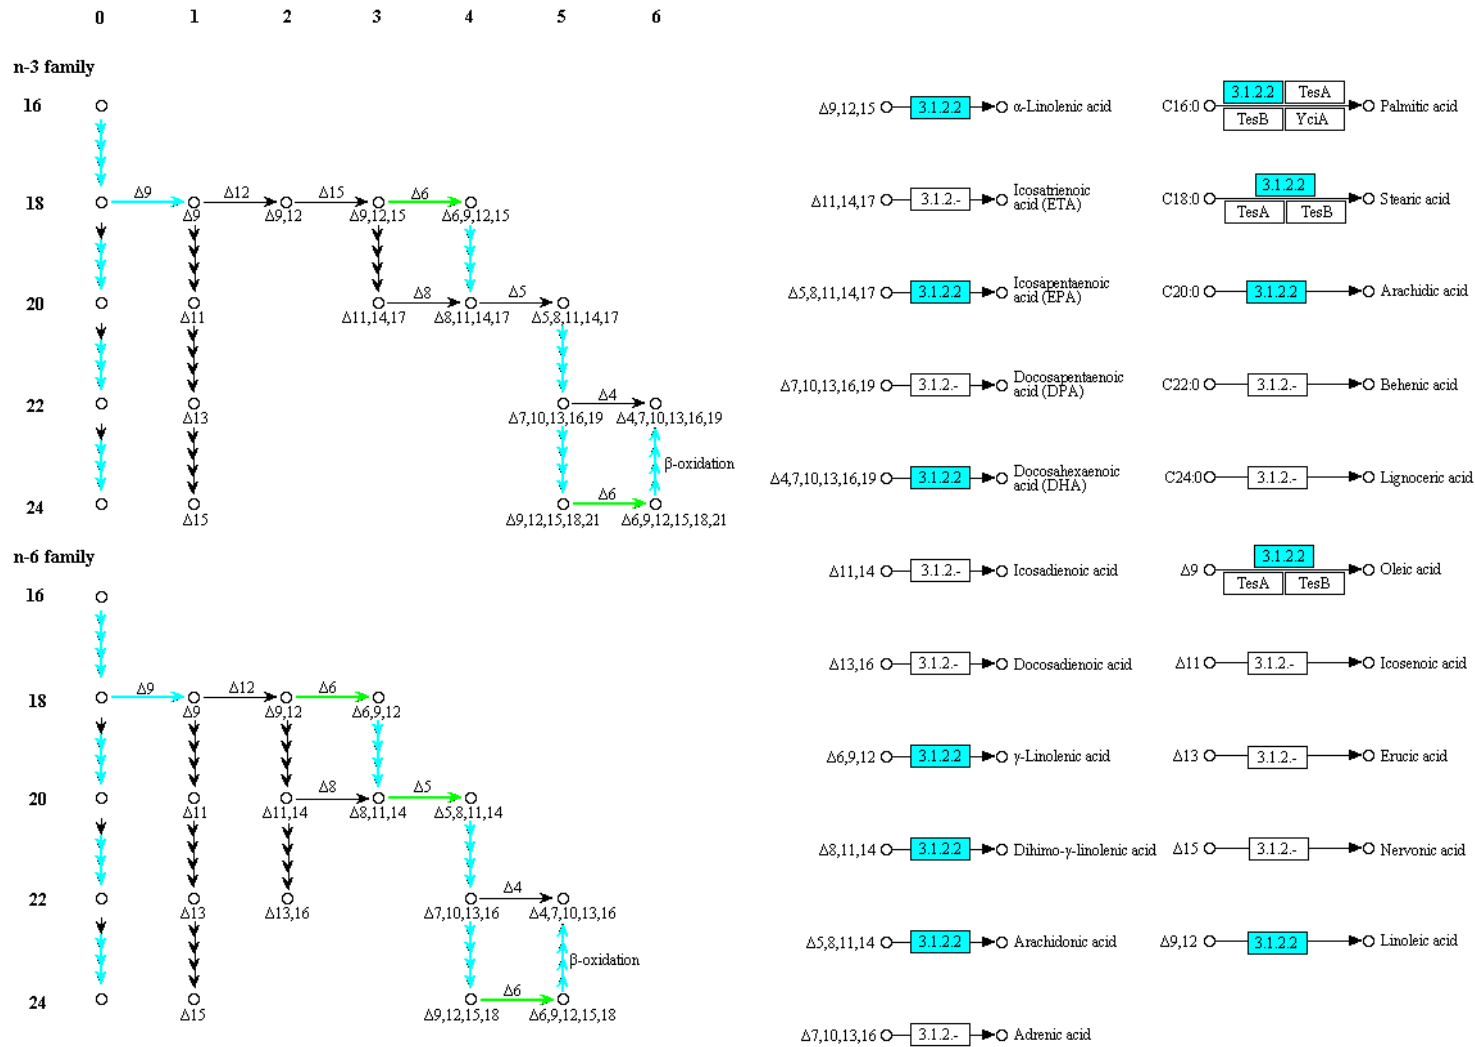 0 1 2 3 4 5 6
n-3 family
16
Δ9 Δ12 Δ15 Δ6
18
Δ9 Δ9,12 Δ9,12,15 Δ6,9,12,15
Δ8 Δ5
20
Δ11 Δ11,14,17 Δ8,11,14,17 Δ5,8,11,14,17
Δ4
22
Δ13 Δ7,10,13,16,19 Δ4,7,10,13,16,19
β-oxidation
Δ6
24
Δ15 Δ9,12,15,18,21 Δ6,9,12,15,18,21
n-6 family
16
Δ9 Δ12 Δ6
18
Δ9 Δ9,12 Δ6,9,12
Δ8 Δ5
20
Δ11 Δ11,14 Δ8,11,14 Δ5,8,11,14
Δ4
22
Δ13 Δ13,16 Δ7,10,13,16 Δ4,7,10,13,16
β-oxidation
Δ6
24
Δ15 Δ9,12,15,18 Δ6,9,12,15,18
Δ9,12,15 3.1.2.2 α-Linolenic acid
Δ11,14,17 3.1.2.- Icosatrienoic
acid (ETA)
Δ5,8,11,14,17 3.1.2.2 Icosapentaenoic
acid (EPA)
Δ7,10,13,16,19 3.1.2.- Docosapentaenoic
acid (DPA)
Δ4,7,10,13,16,19 3.1.2.2 Docosahexaenoic
acid (DHA)
Δ11,14 3.1.2.- Icosadienoic acid
Δ13,16 3.1.2.- Docosadienoic acid
Δ6,9,12 3.1.2.2 γ-Linolenic acid
Δ8,11,14 3.1.2.2 Dihimo-γ-linolenic acid
Δ5,8,11,14 3.1.2.2 Arachidonic acid
Δ7,10,13,16 3.1.2.- Adrenic acid
3.1.2.2 TesA
C16:0 Palmitic acid
TesB YciA
3.1.2.2
C18:0 Stearic acid
TesA TesB
C20:0 3.1.2.2 Arachidic acid
C22:0 3.1.2.- Behenic acid
C24:0 3.1.2.- Lignoceric acid
3.1.2.2
Δ9 Oleic acid
TesA TesB
Δ11 3.1.2.- Icosenoic acid
Δ13 3.1.2.- Erucic acid
Δ15 3.1.2.- Nervonic acid
Δ9,12 3.1.2.2 Linoleic acid